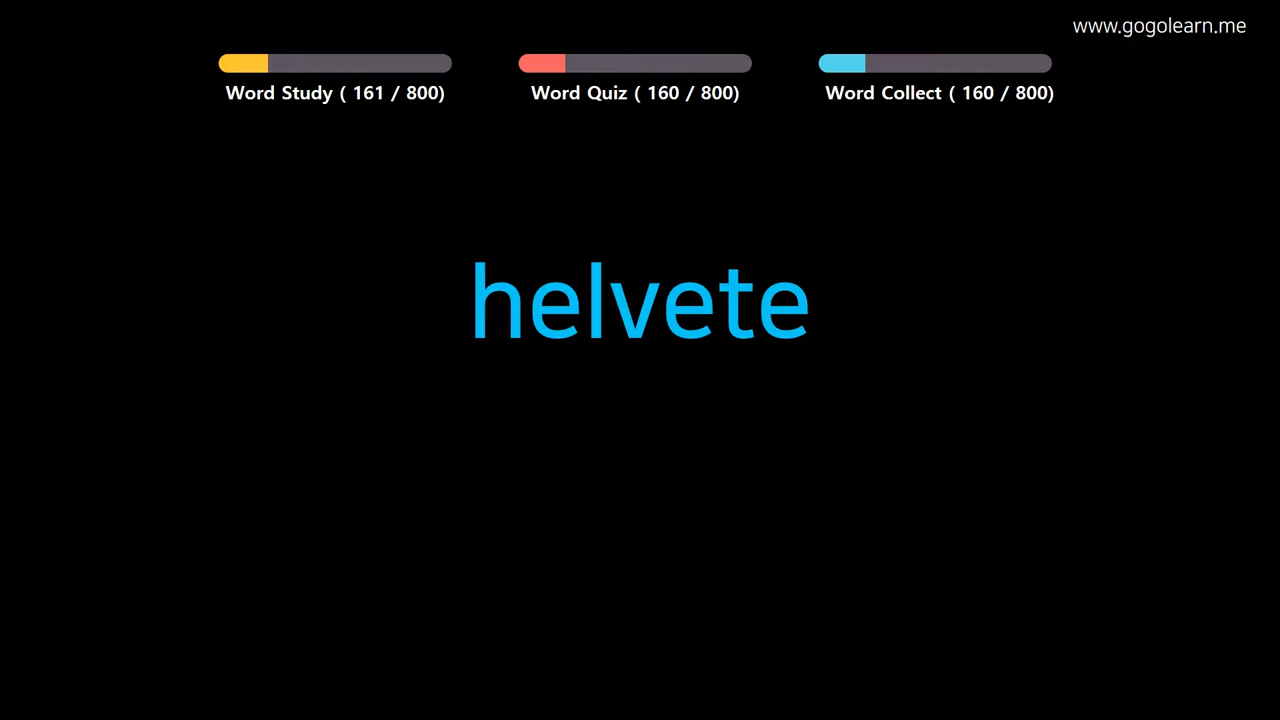 www.gogolearn.me
Word Study ( 161 / 800)
Word Quiz ( 160 / 800)
Word Collect ( 160 / 800)
helvete